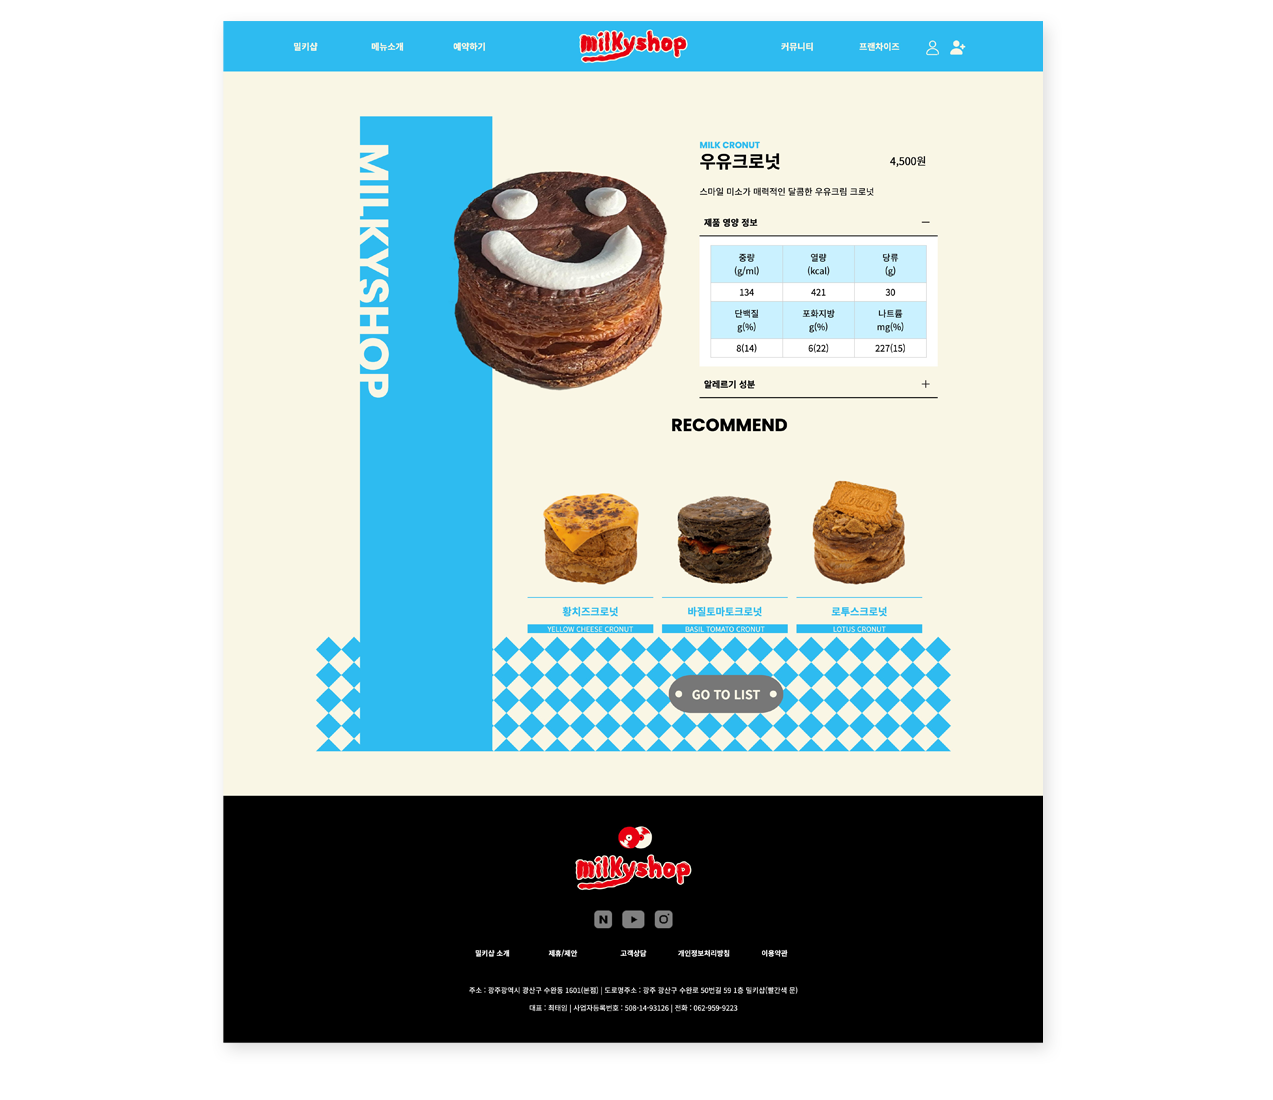 밀키샵 메뉴소개 예약하기 milkyshop 커뮤니티 프랜차이즈
MILKYSHOP
MILK CRONUT
우유크로넛 4,500원
스마일 미소가 매력적인 달콤한 우유크림 크로넛
제품 영양 정보
중량 열량 당류
(g/ml) (kcal) (g)
134 421 30
단백질 포화지방 나트륨
g(%) g(%) mg(%)
8(14) 6(22) 227(15)
알레르기 성분
RECOMMEND
황치즈크로넛 바질토마토크로넛 로투스크로넛
YELLOW CHEESE CRONUT BASIL TOMATO CRONUT LOTUS CRONUT
GO TO LIST
milkyshop
N
밀키샵 소개 제휴/제안 고객상담 개인정보처리방침 이용약관
주소 : 광주광역시 광산구 수완동 1601(본점) | 도로명주소 : 광주 광산구 수완로 50번길 59 1층 밀키샵(빨간색 문)
대표 : 최태임 | 사업자등록번호 : 508-14-93126 | 전화 : 062-959-9223